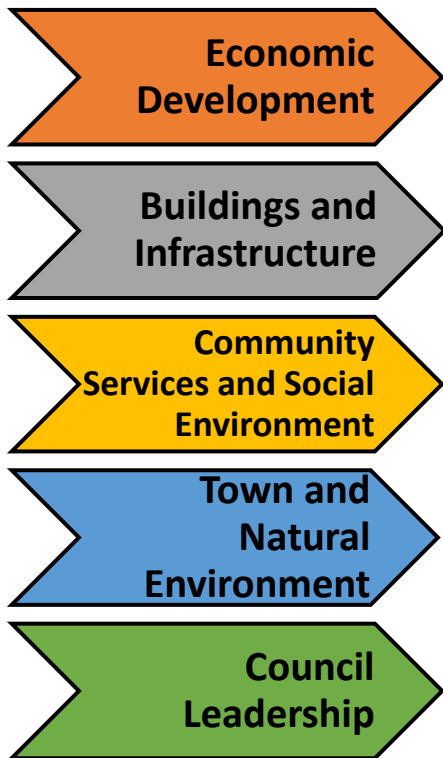 Economic
Development
Buildings and
Infrastructure
Community
Services and Social
Environment
Town and
Natural
Environment
Council
Leadership